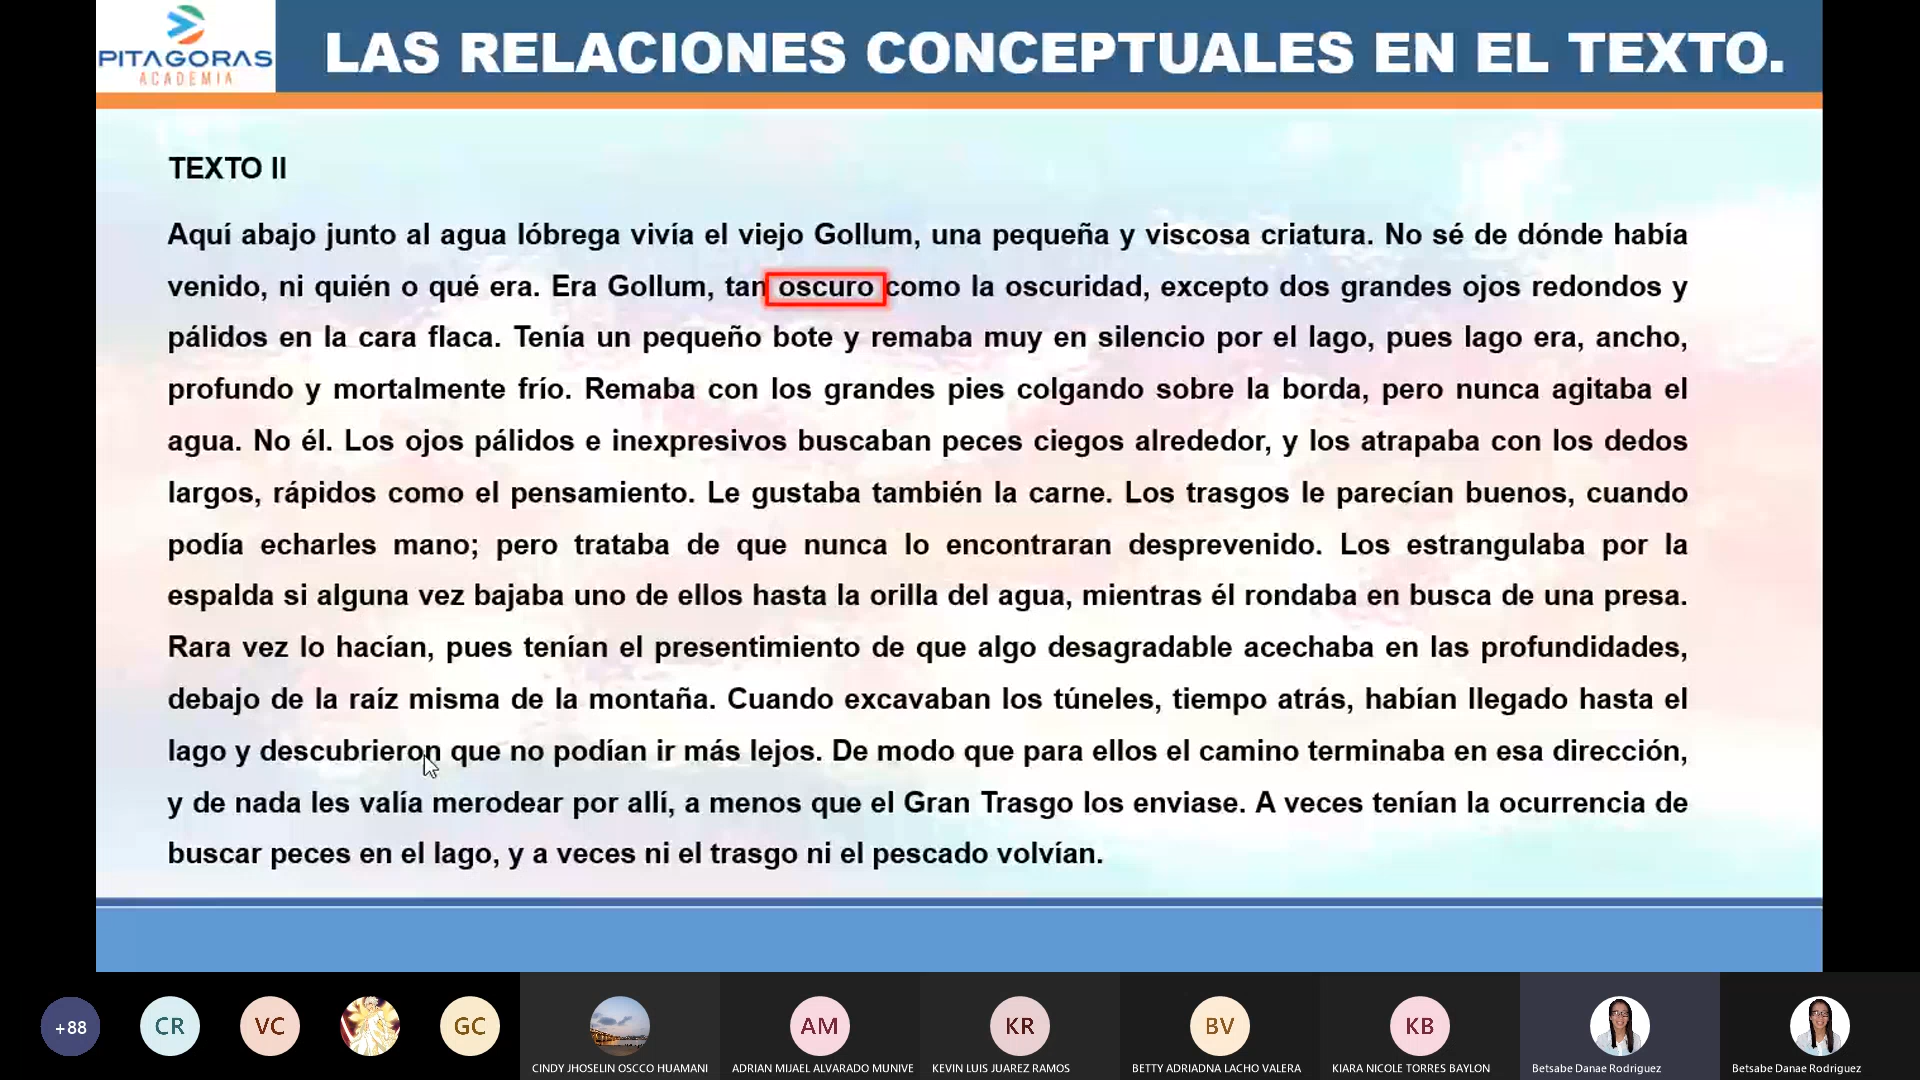 PITAGORAS
ACADEMIA
LAS RELACIONES CONCEPTUALES EN EL TEXTO.
TEXTO II
Aquí abajo junto al agua lóbrega vivía el viejo Gollum, una pequeña y viscosa criatura. No sé de dónde había
venido, ni quién o qué era. Era Gollum, tan oscuro como la oscuridad, excepto dos grandes ojos redondos y
pálidos en la cara flaca. Tenía un pequeño bote y remaba muy en silencio por el lago, pues lago era, ancho,
profundo y mortalmente frío. Remaba con los grandes pies colgando sobre la borda, pero nunca agitaba el
agua. No él. Los ojos pálidos e inexpresivos buscaban peces ciegos alrededor, y los atrapaba con los dedos
largos, rápidos como el pensamiento. Le gustaba también la carne. Los trasgos le parecían buenos, cuando
podía echarles mano; pero trataba de que nunca lo encontraran desprevenido. Los estrangulaba por la
espalda si alguna vez bajaba uno de ellos hasta la orilla del agua, mientras él rondaba en busca de una presa.
Rara vez lo hacían, pues tenían el presentimiento de que algo desagradable acechaba en las profundidades,
debajo de la raíz misma de la montaña. Cuando excavaban los túneles, tiempo atrás, habían llegado hasta el
lago y descubrieron que no podían ir más lejos. De modo que para ellos el camino terminaba en esa dirección,
y de nada les valía merodear por allí, a menos que el Gran Trasgo los enviase. A veces tenían la ocurrencia de
buscar peces en el lago, y a veces ni el trasgo ni el pescado volvían.
+88 CR VC GC AM KR BV KB
CINDY JHOSELIN OSCCO HUAMANI ADRIAN MIJAEL ALVARADO MUNIVE KEVIN LUIS JUAREZ RAMOS BETTY ADRIADNA LACHO VALERA KIARA NICOLE TORRES BAYLON Betsabe Danae Rodriguez Betsabe Danae Rodriguez